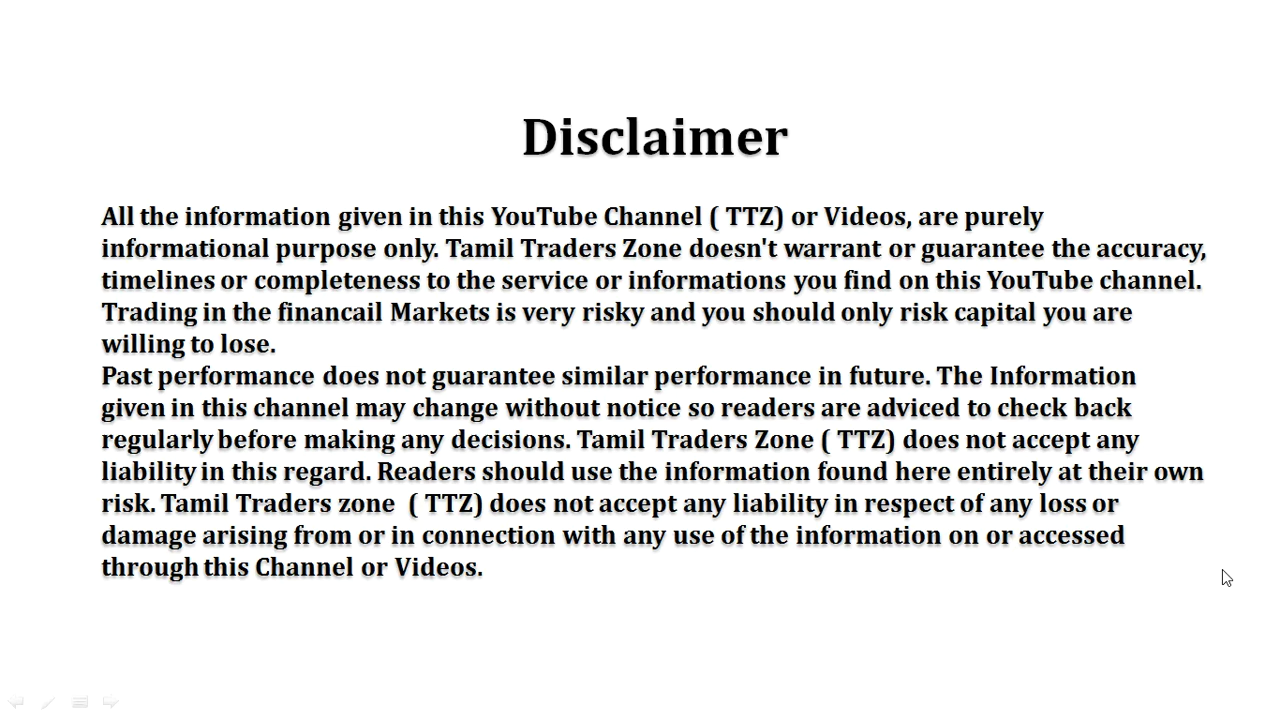 Disclaimer
All the information given in this YouTube Channel ( TTZ) or Videos, are purely
informational purpose only. Tamil Traders Zone doesn't warrant or guarantee the accuracy,
timelines or completeness to the service or informations you find on this YouTube channel.
Trading in the financail Markets is very risky and you should only risk capital you are
willing to lose.
Past performance does not guarantee similar performance in future. The Information
given in this channel may change without notice so readers are adviced to check back
regularly before making any decisions. Tamil Traders Zone ( TTZ) does not accept any
liability in this regard. Readers should use the information found here entirely at their own
risk. Tamil Traders zone  ( TTZ) does not accept any liability in respect of any loss or
damage arising from or in connection with any use of the information on or accessed
through this Channel or Videos.